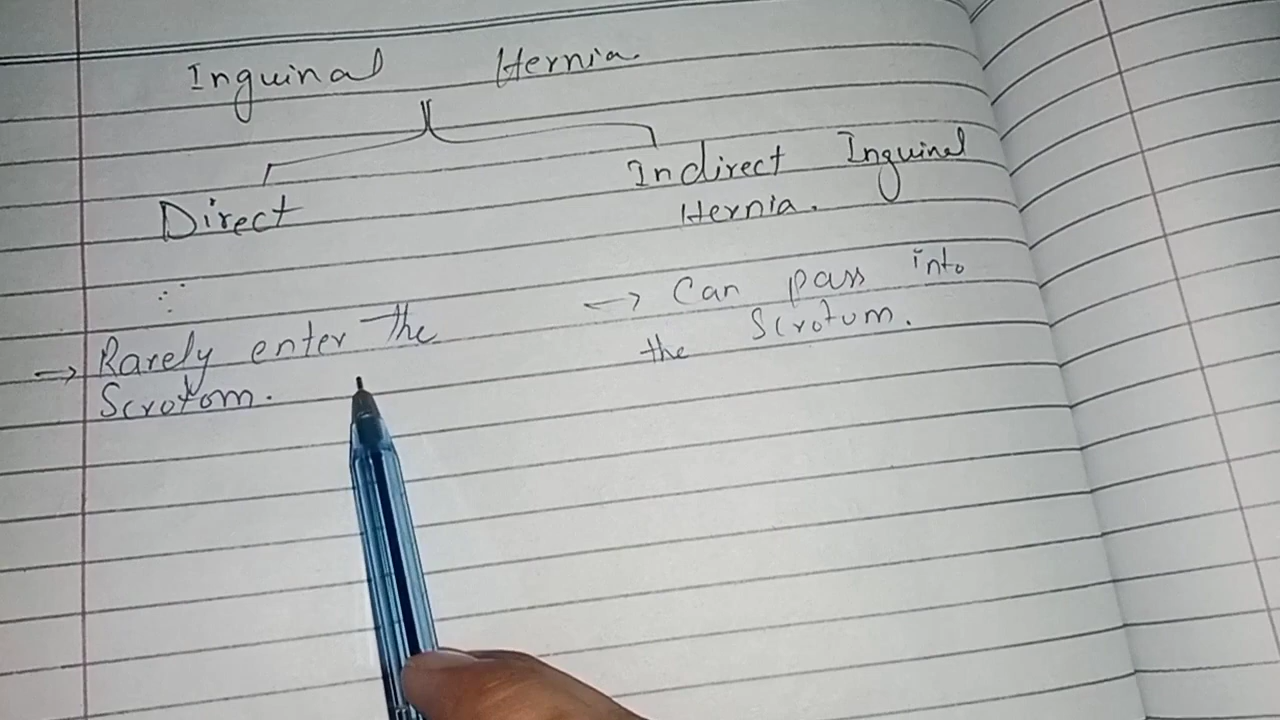 Inguinal Hernia.
Direct
Indirect Inguinal
Hernia.
∴
→ Rarely enter the
Scrotom.
→ Can pass into
the Scrotum.